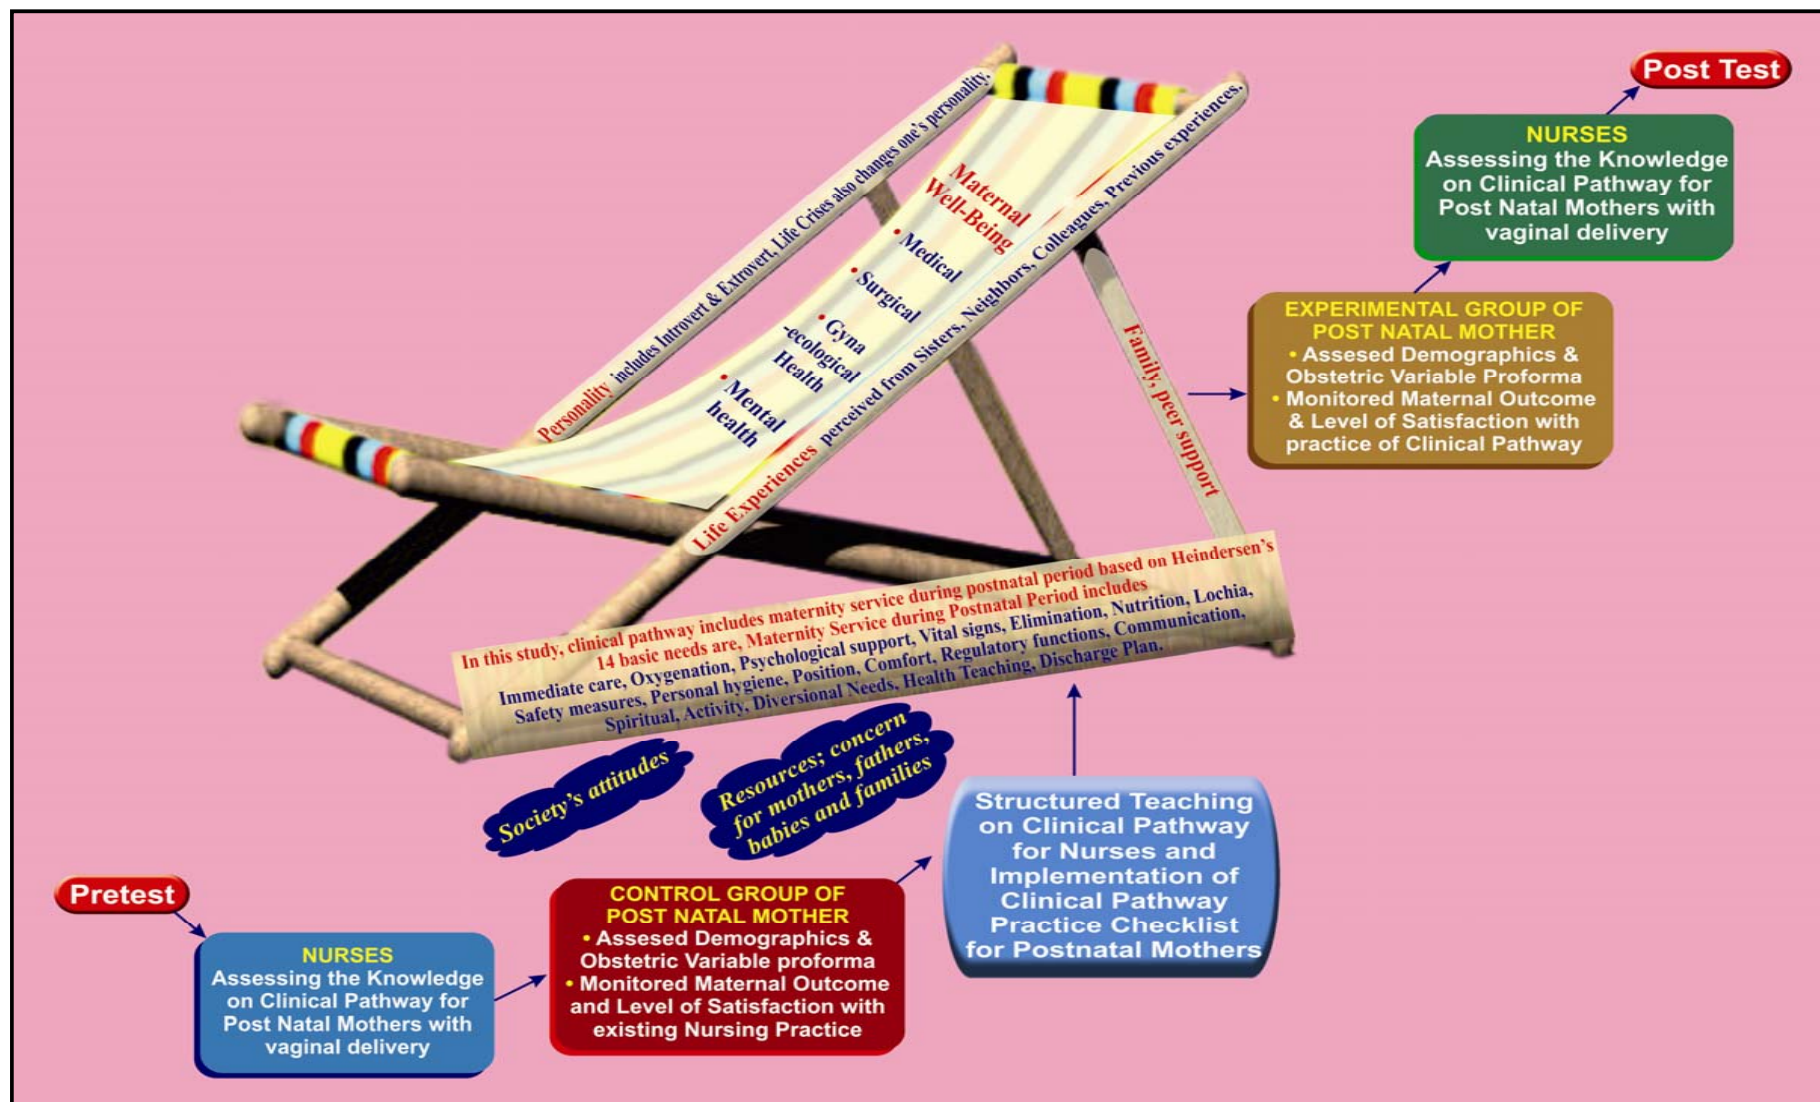 Post Test
NURSES
Assessing the Knowledge
on Clinical Pathway for
Post Natal Mothers with
vaginal delivery
EXPERIMENTAL GROUP OF
POST NATAL MOTHER
• Assesed Demographics &
Obstetric Variable Proforma
• Monitored Maternal Outcome
& Level of Satisfaction with
practice of Clinical Pathway
Personality includes Introvert & Extrovert, Life Crises also changes one's personality.
Maternal
Well-Being
• Medical
• Surgical
• Gyna
-ecological
Health
• Mental
health
Life Experiences perceived from Sisters, Neighbors, Colleagues, Previous experiences.
Family, peer support
In this study, clinical pathway includes maternity service during postnatal period based on Heindersen's
14 basic needs are, Maternity Service during Postnatal Period includes
Immediate care, Oxygenation, Psychological support, Vital signs, Elimination, Nutrition, Lochia,
Safety measures, Personal hygiene, Position, Comfort, Regulatory functions, Communication,
Spiritual, Activity, Diversional Needs, Health Teaching, Discharge Plan.
Society's attitudes
Resources; concern
for mothers, fathers,
babies and families
Structured Teaching
on Clinical Pathway
for Nurses and
Implementation of
Clinical Pathway
Practice Checklist
for Postnatal Mothers
Pretest
NURSES
Assessing the Knowledge
on Clinical Pathway for
Post Natal Mothers with
vaginal delivery
CONTROL GROUP OF
POST NATAL MOTHER
• Assesed Demographics &
Obstetric Variable proforma
• Monitored Maternal Outcome
and Level of Satisfaction with
existing Nursing Practice